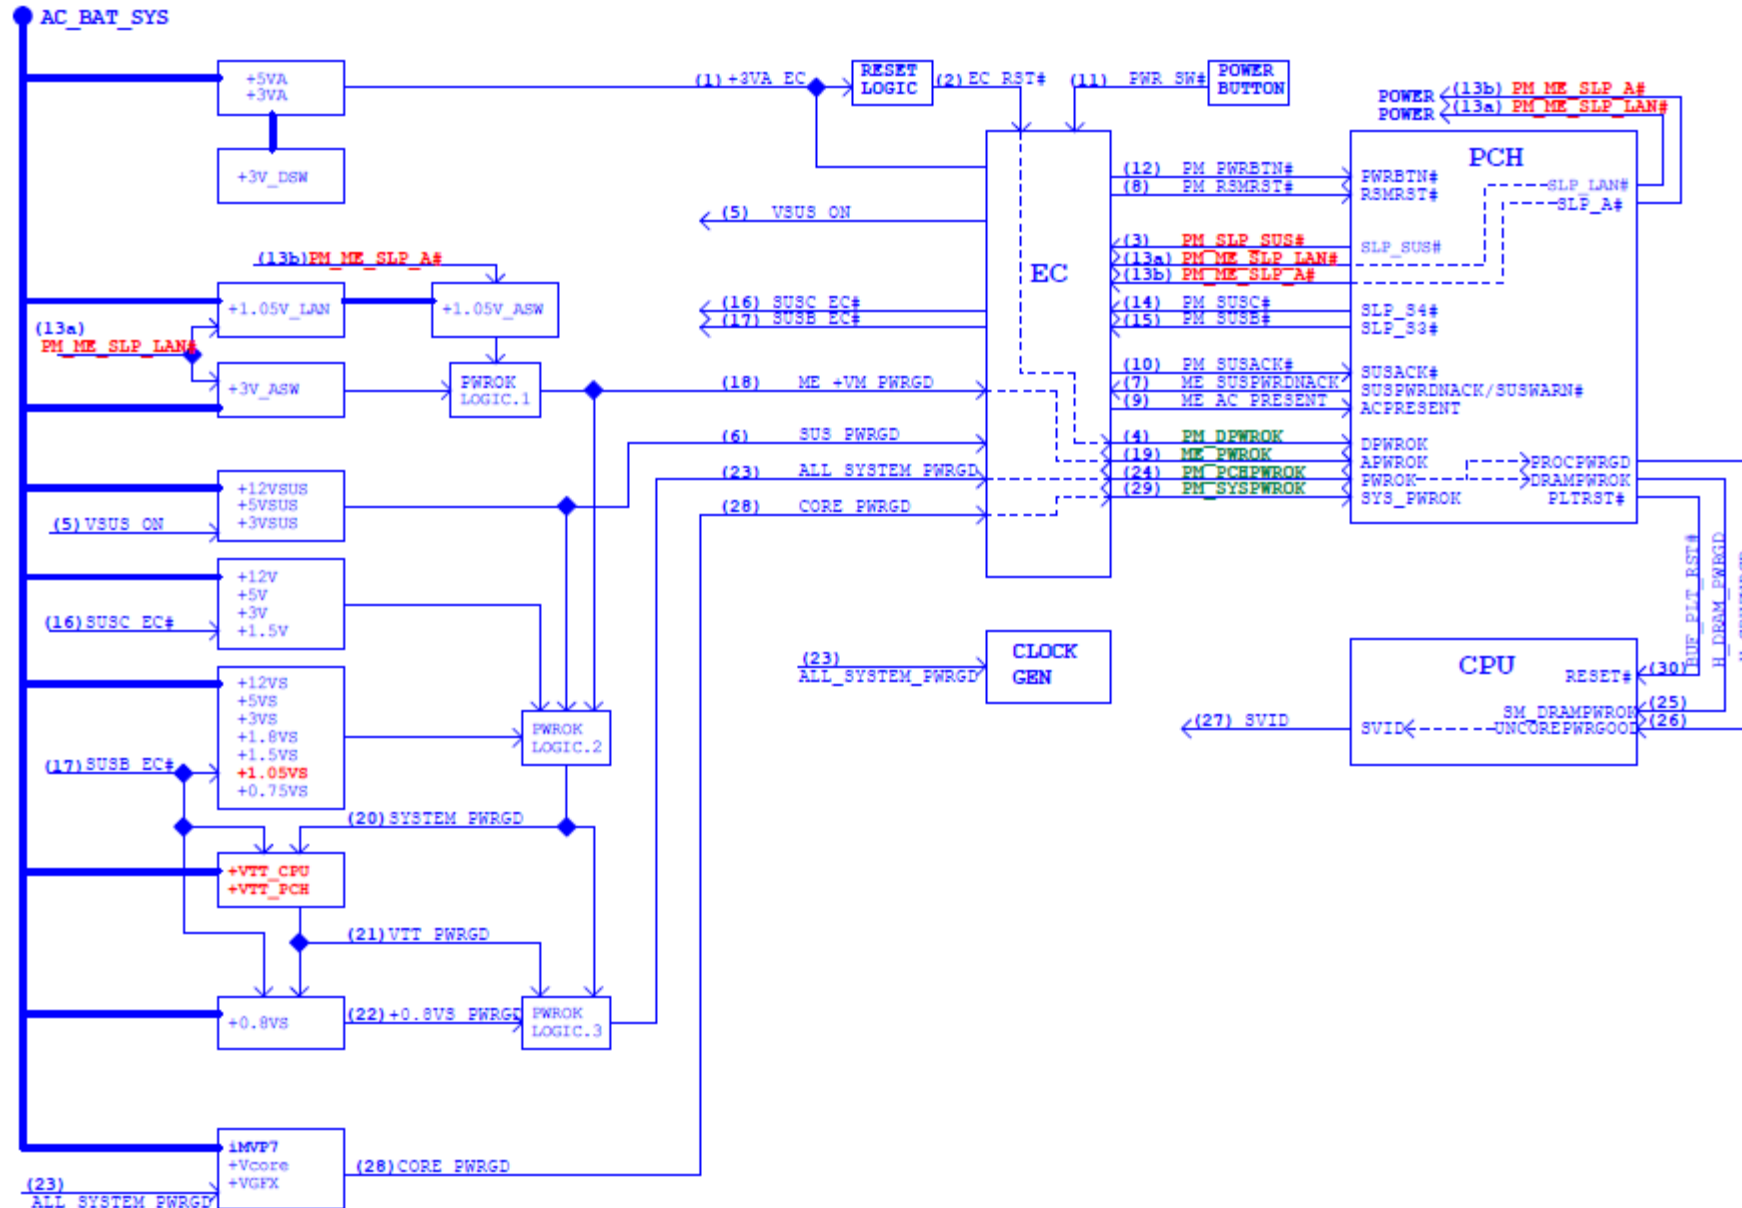 AC_BAT_SYS
+5VA
+3VA
+3V_DSW
(1) +3VA_EC
RESET
LOGIC
(2) EC_RST#
(11) PWR_SW#
POWER
BUTTON
POWER (13b) PM_ME_SLP_A#
POWER (13a) PM_ME_SLP_LAN#
PCH
EC
(12) PM_PWRBTN#
(8) PM_RSMRST#
PWRBTN#
RSMRST#
SLP_LAN#
SLP_A#
(5) VSUS_ON
(3) PM_SLP_SUS#
(13a) PM_ME_SLP_LAN#
(13b) PM_ME_SLP_A#
SLP_SUS#
(13b) PM_ME_SLP_A#
+1.05V_LAN
+1.05V_ASW
(13a)
PM_ME_SLP_LAN#
+3V_ASW
PWROK
LOGIC.1
(16) SUSC_EC#
(17) SUSB_EC#
(14) PM_SUSC#
(15) PM_SUSB#
SLP_S4#
SLP_S3#
(18) ME_+VM_PWRGD
(10) PM_SUSACK#
(7) ME_SUSPWRDNACK
(9) ME_AC_PRESENT
SUSACK#
SUSPWRDNACK/SUSWARN#
ACPRESENT
(6) SUS_PWRGD
(23) ALL_SYSTEM_PWRGD
(28) CORE_PWRGD
(4) PM_DPWROK
(19) ME_PWROK
(24) PM_PCHPWROK
(29) PM_SYSPWROK
DPWROK
APWROK
PWROK
SYS_PWROK
PROCPWRGD
DRAMPWROK
PLTRST#
+12VSUS
+5VSUS
+3VSUS
(5) VSUS_ON
+12V
+5V
+3V
+1.5V
(16) SUSC_EC#
BUF_PLT_RST#
H_DRAM_PWRGD
CLOCK
GEN
(23)
ALL_SYSTEM_PWRGD
CPU
RESET# (30)
SM_DRAMPWROK (25)
UNCOREPWRGOOD (26)
SVID
(27) SVID
+12VS
+5VS
+3VS
+1.8VS
+1.5VS
+1.05VS
+0.75VS
(17) SUSB_EC#
PWROK
LOGIC.2
(20) SYSTEM_PWRGD
+VTT_CPU
+VTT_PCH
(21) VTT_PWRGD
+0.8VS
(22) +0.8VS_PWRGD
PWROK
LOGIC.3
iMVP7
+Vcore
+VGFX
(28) CORE_PWRGD
(23)
ALL_SYSTEM_PWRGD